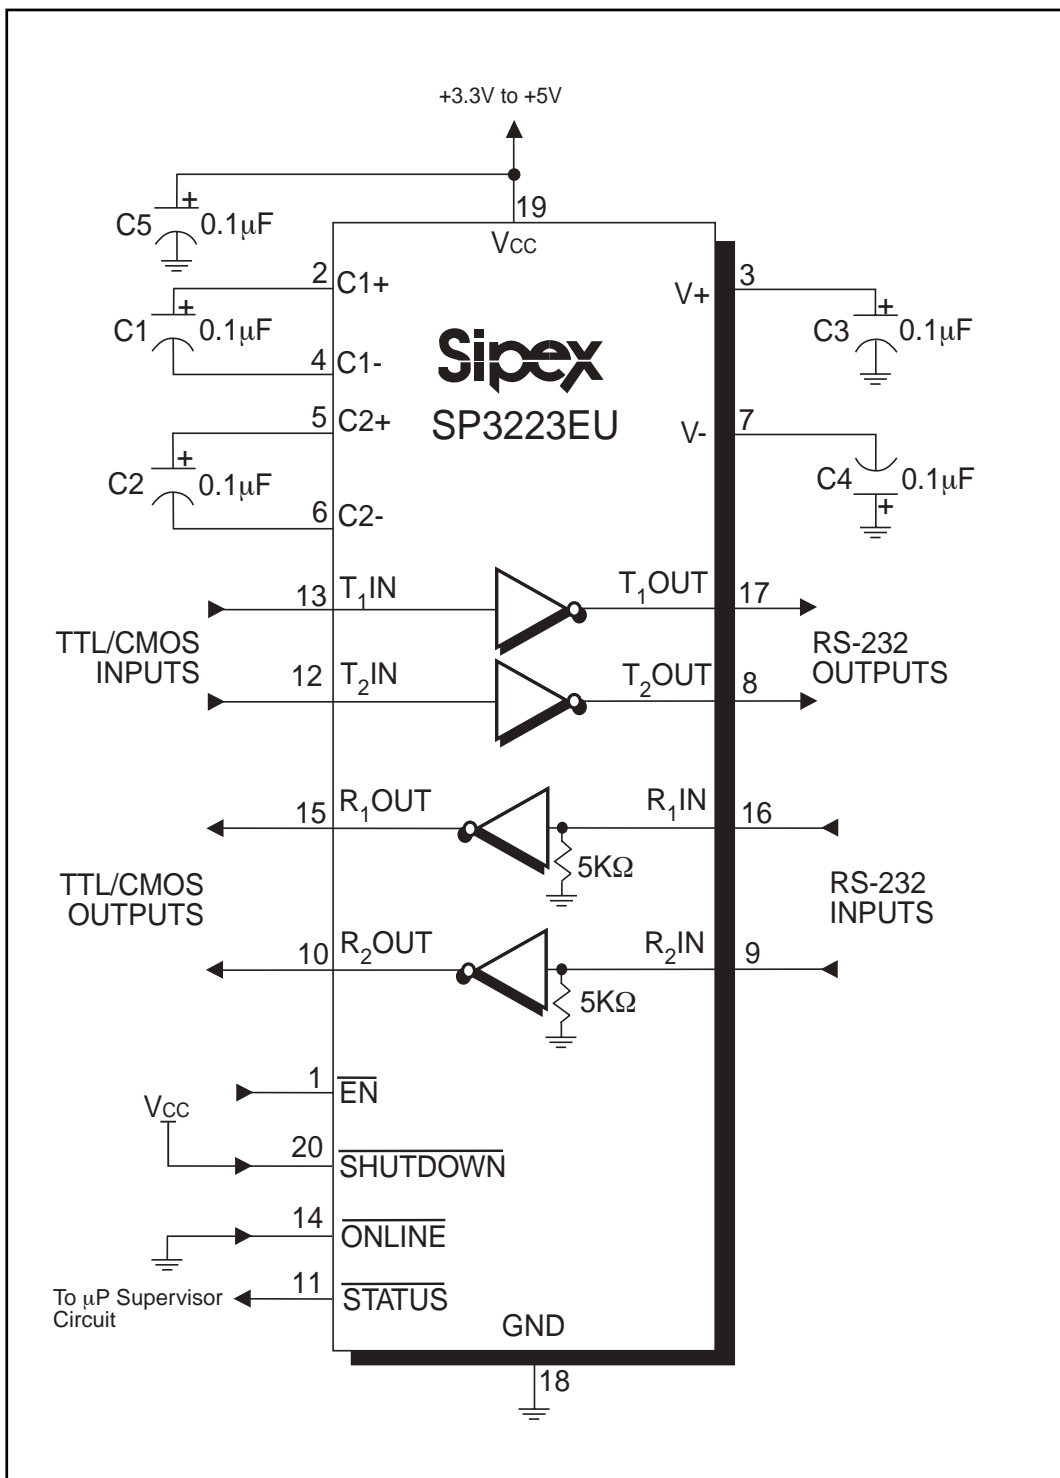 +3.3V to +5V
19
VCC
C5
+
0.1μF
2
C1+
C1
+
0.1μF
4
C1-
5
C2+
C2
+
0.1μF
6
C2-
V+
3
C3
+
0.1μF
V-
7
C4
0.1μF
+
Sipex
SP3223EU
13
T1IN
T1OUT
17
TTL/CMOS
INPUTS
RS-232
OUTPUTS
12
T2IN
T2OUT
8
15
R1OUT
R1IN
16
5KΩ
TTL/CMOS
OUTPUTS
RS-232
INPUTS
10
R2OUT
R2IN
9
5KΩ
1
EN
VCC
20
SHUTDOWN
14
ONLINE
11
STATUS
To μP Supervisor
Circuit
GND
18